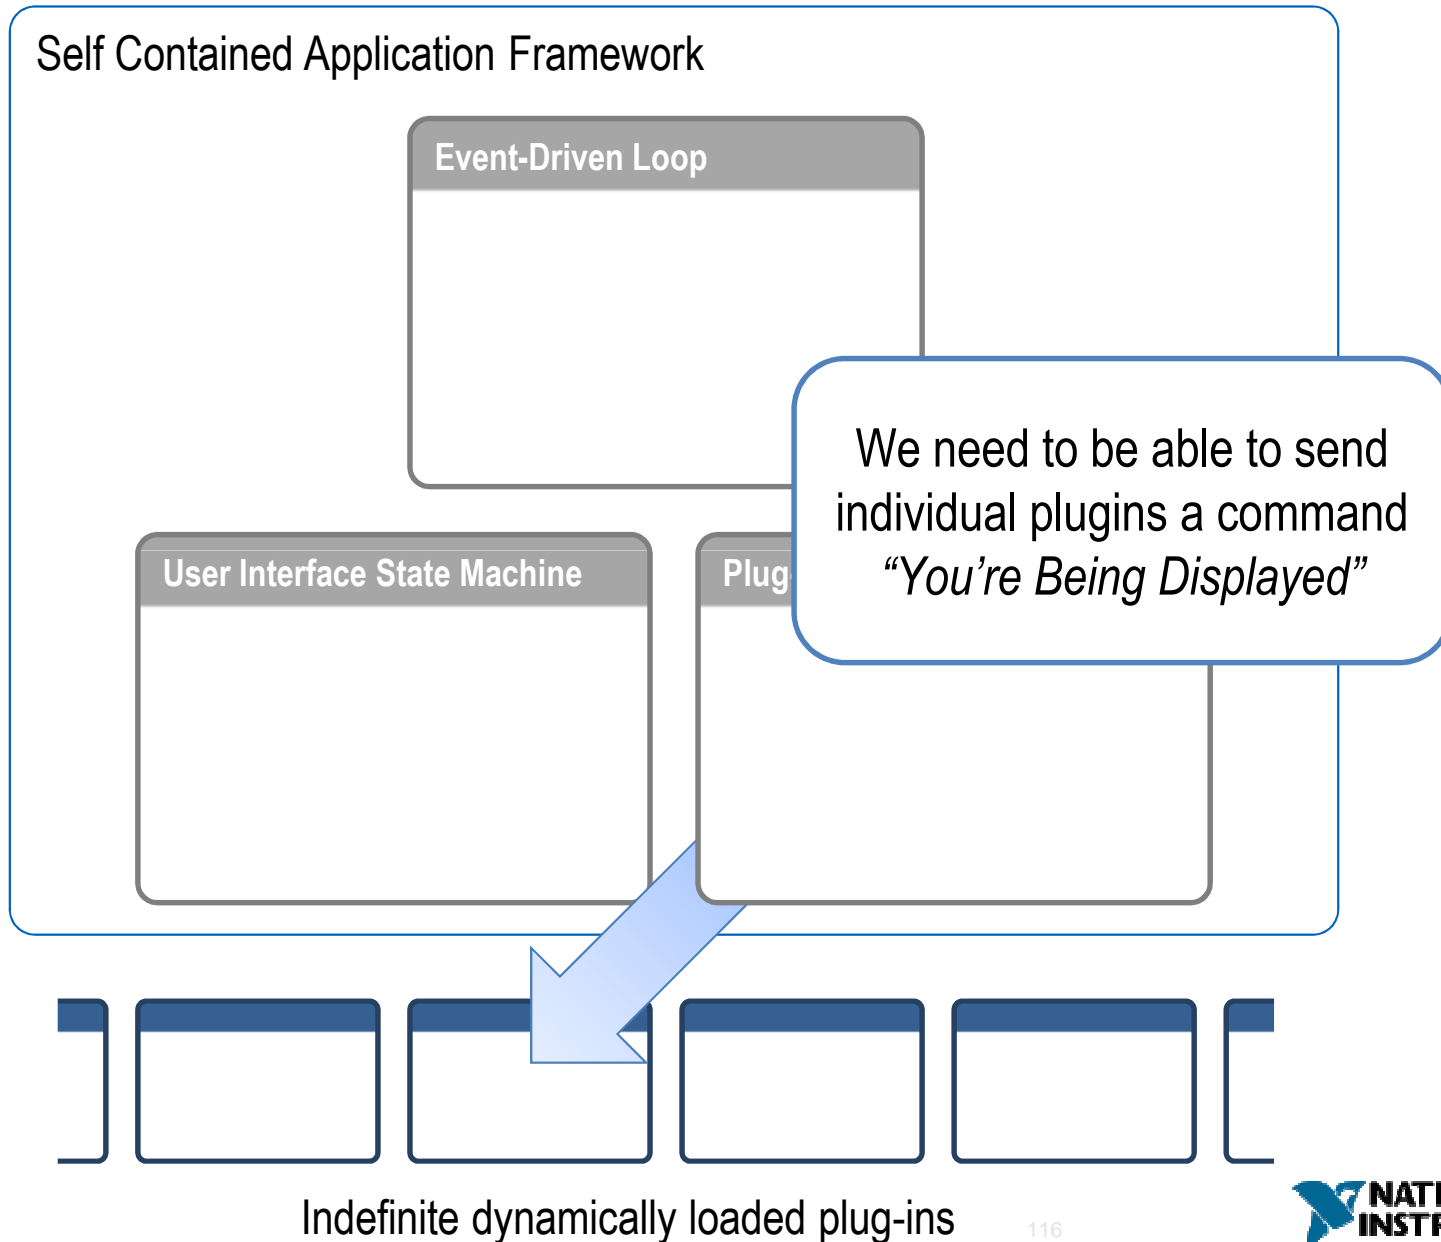 Self Contained Application Framework
Event-Driven Loop
We need to be able to send
individual plugins a command
“You’re Being Displayed”
User Interface State Machine
Plug
Indefinite dynamically loaded plug-ins
116
NATI
INSTR